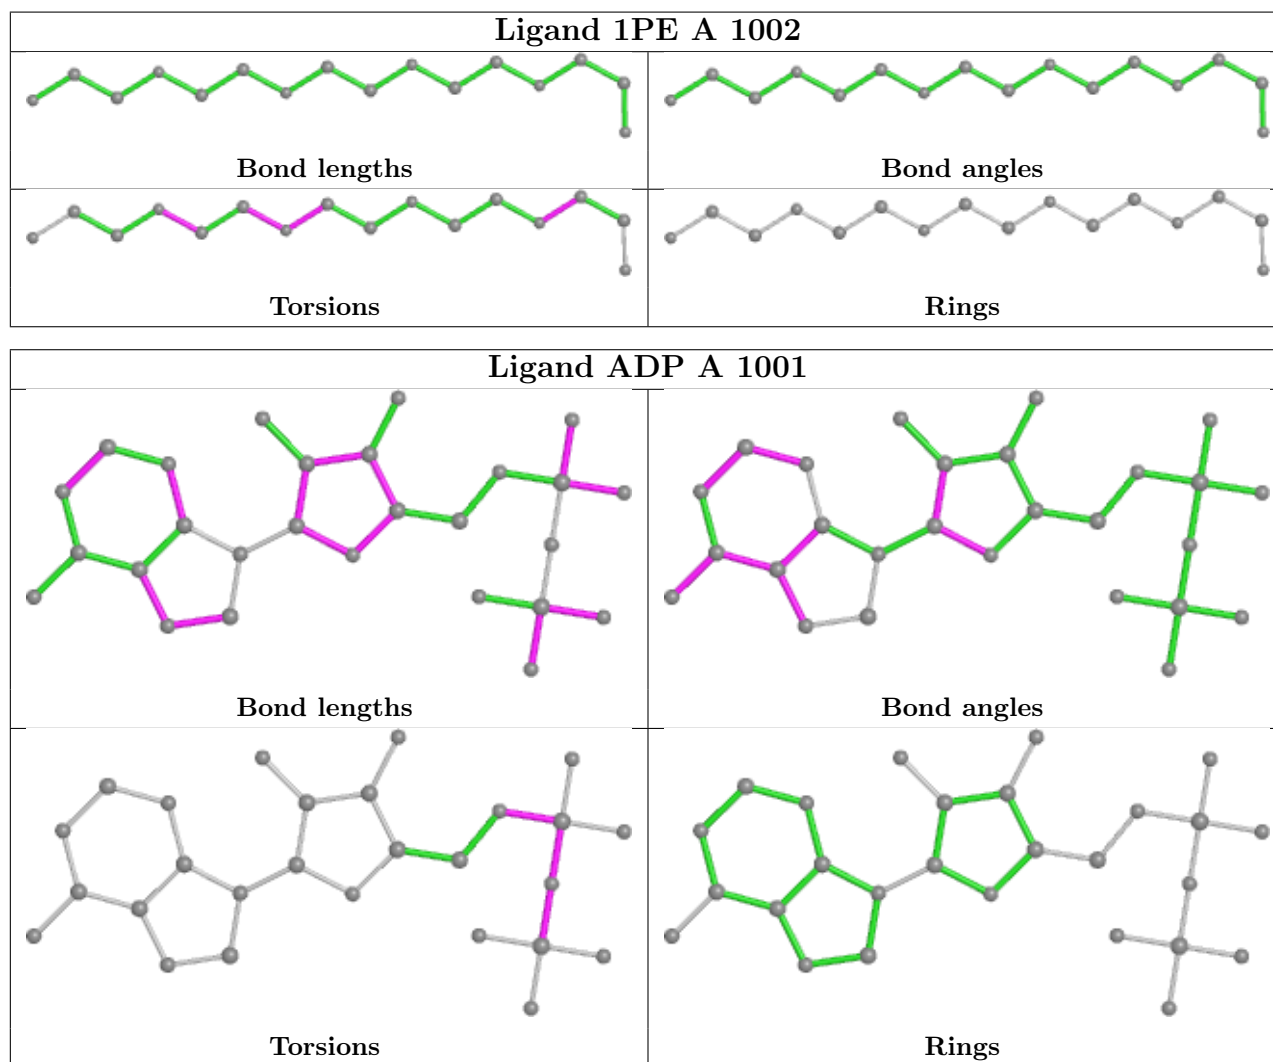 Ligand 1PE A 1002
Bond lengths
Bond angles
Torsions
Rings
Ligand ADP A 1001
Bond lengths
Bond angles
Torsions
Rings